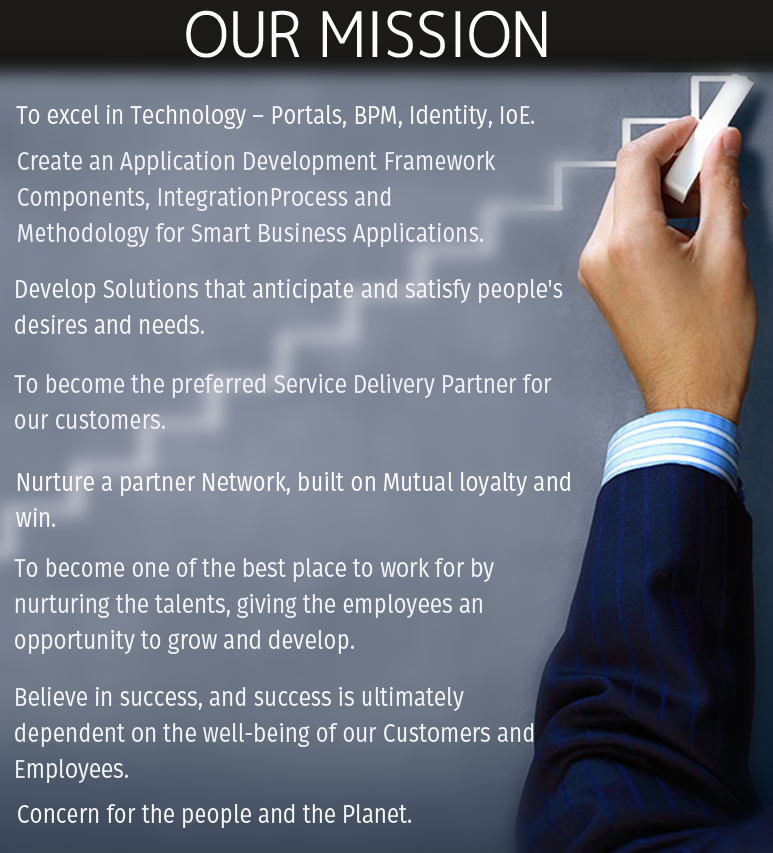 OUR MISSION
To excel in Technology – Portals, BPM, Identity, IoE.
Create an Application Development Framework
Components, IntegrationProcess and
Methodology for Smart Business Applications.
Develop Solutions that anticipate and satisfy people's
desires and needs.
To become the preferred Service Delivery Partner for
our customers.
Nurture a partner Network, built on Mutual loyalty and
win.
To become one of the best place to work for by
nurturing the talents, giving the employees an
opportunity to grow and develop.
Believe in success, and success is ultimately
dependent on the well-being of our Customers and
Employees.
Concern for the people and the Planet.